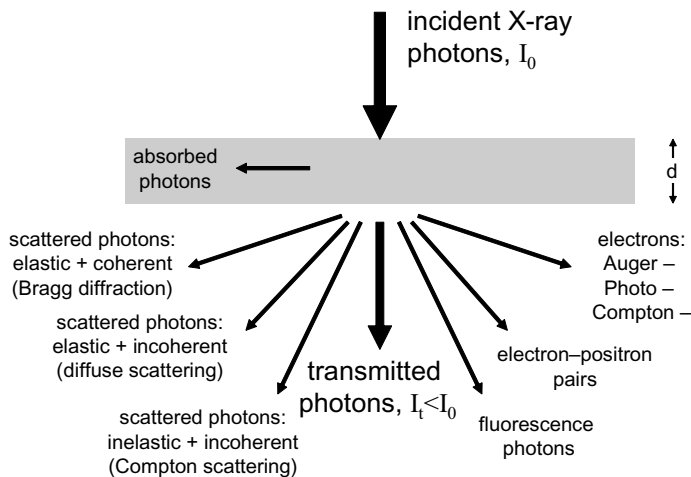 incident X-ray
photons, I0
absorbed
photons
d
scattered photons:
elastic + coherent
(Bragg diffraction)
scattered photons:
elastic + incoherent
(diffuse scattering)
scattered photons:
inelastic + incoherent
(Compton scattering)
transmitted
photons, It<I0
fluorescence
photons
electron–positron
pairs
electrons:
Auger –
Photo –
Compton –